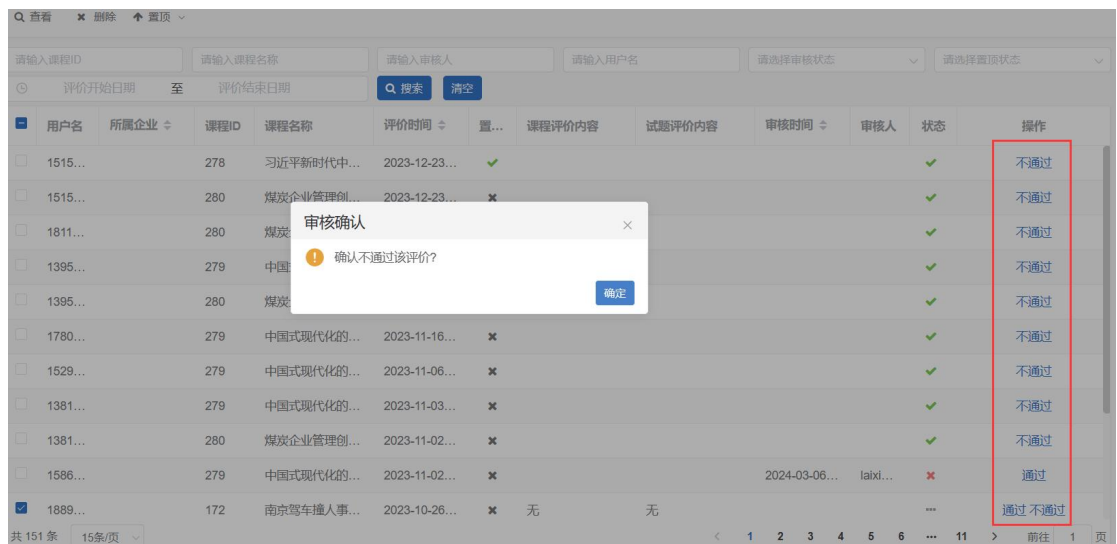 查看 删除 置顶
请输入课程ID 请输入课程名称 请输入审核人 请输入用户名 请选择审核状态 请选择置顶状态
评价开始日期 至 评价结束日期 搜索 清空
用户名 所属企业 课程ID 课程名称 评价时间 置... 课程评价内容 试题评价内容 审核时间 审核人 状态 操作
1515... 278 习近平新时代中... 2023-12-23... 不通过
1515... 280 煤炭企业管理创... 2023-12-23... 不通过
审核确认
1811... 280 煤炭 不通过
确认不通过该评价?
1395... 279 中国 不通过
确定
1395... 280 煤炭 不通过
1780... 279 中国式现代化的... 2023-11-16... 不通过
1529... 279 中国式现代化的... 2023-11-06... 不通过
1381... 279 中国式现代化的... 2023-11-03... 不通过
1381... 280 煤炭企业管理创... 2023-11-02... 不通过
1586... 279 中国式现代化的... 2023-11-02... 2024-03-06... laixi... 通过
1889... 172 南京驾车撞人事... 2023-10-26... 无 无 ... 通过 不通过
共 151 条 15条/页 < 1 2 3 4 5 6 ... 11 > 前往 1 页